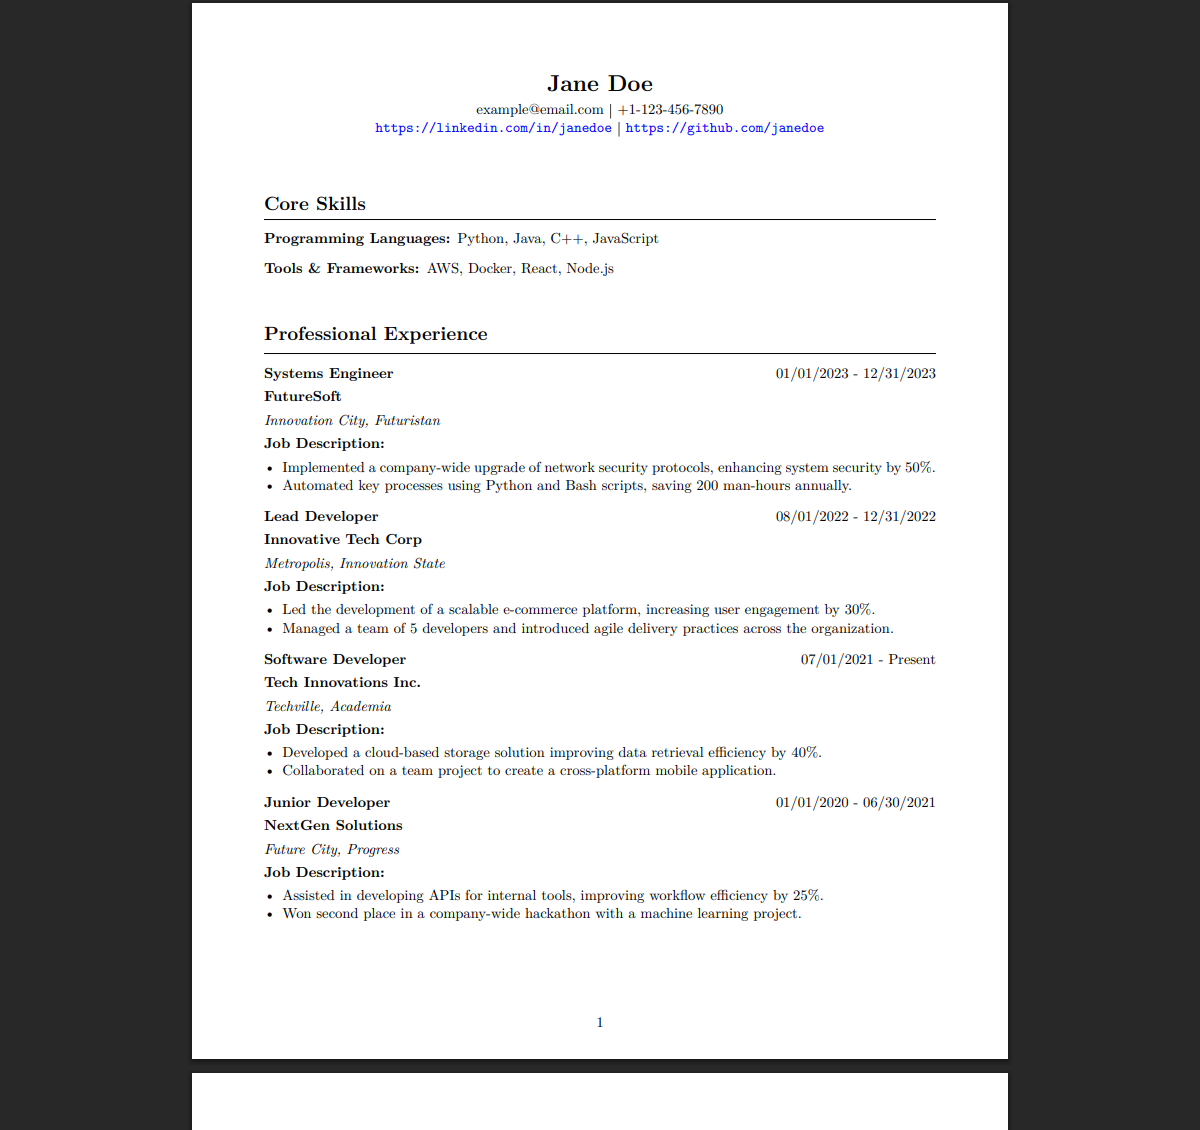 Jane Doe
example@email.com | +1-123-456-7890
https://linkedin.com/in/janedoe | https://github.com/janedoe
Core Skills
Programming Languages: Python, Java, C++, JavaScript
Tools & Frameworks: AWS, Docker, React, Node.js
Professional Experience
Systems Engineer 01/01/2023 - 12/31/2023
FutureSoft
Innovation City, Futuristan
Job Description:
• Implemented a company-wide upgrade of network security protocols, enhancing system security by 50%.
• Automated key processes using Python and Bash scripts, saving 200 man-hours annually.
Lead Developer 08/01/2022 - 12/31/2022
Innovative Tech Corp
Metropolis, Innovation State
Job Description:
• Led the development of a scalable e-commerce platform, increasing user engagement by 30%.
• Managed a team of 5 developers and introduced agile delivery practices across the organization.
Software Developer 07/01/2021 - Present
Tech Innovations Inc.
Techville, Academia
Job Description:
• Developed a cloud-based storage solution improving data retrieval efficiency by 40%.
• Collaborated on a team project to create a cross-platform mobile application.
Junior Developer 01/01/2020 - 06/30/2021
NextGen Solutions
Future City, Progress
Job Description:
• Assisted in developing APIs for internal tools, improving workflow efficiency by 25%.
• Won second place in a company-wide hackathon with a machine learning project.
1